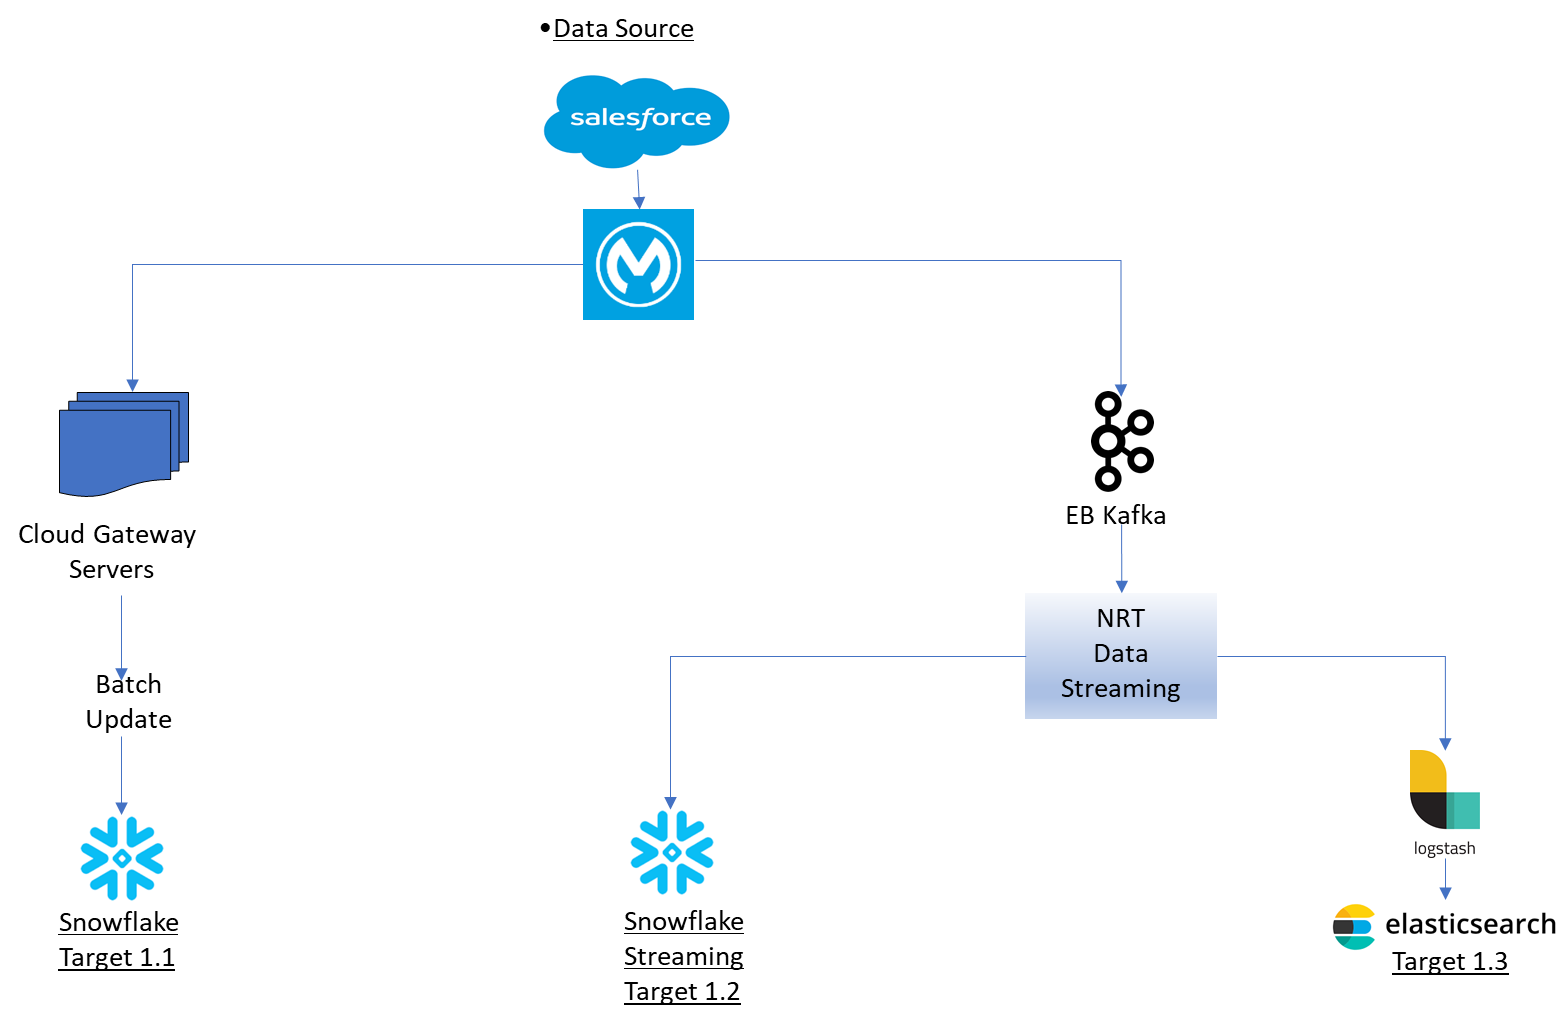 •Data Source
salesforce
Cloud Gateway
Servers
Batch
Update
Snowflake
Target 1.1
EB Kafka
NRT
Data
Streaming
Snowflake
Streaming
Target 1.2
logstash
elasticsearch
Target 1.3